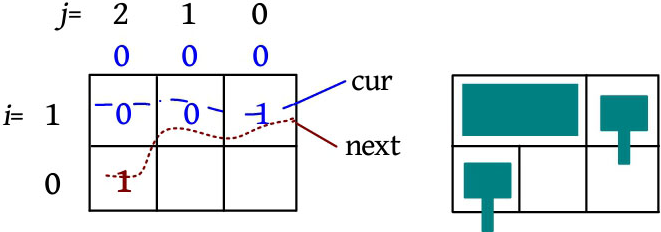 j= 2 1 0
0 0 0
cur
i= 1 0 0 1
next
0 1